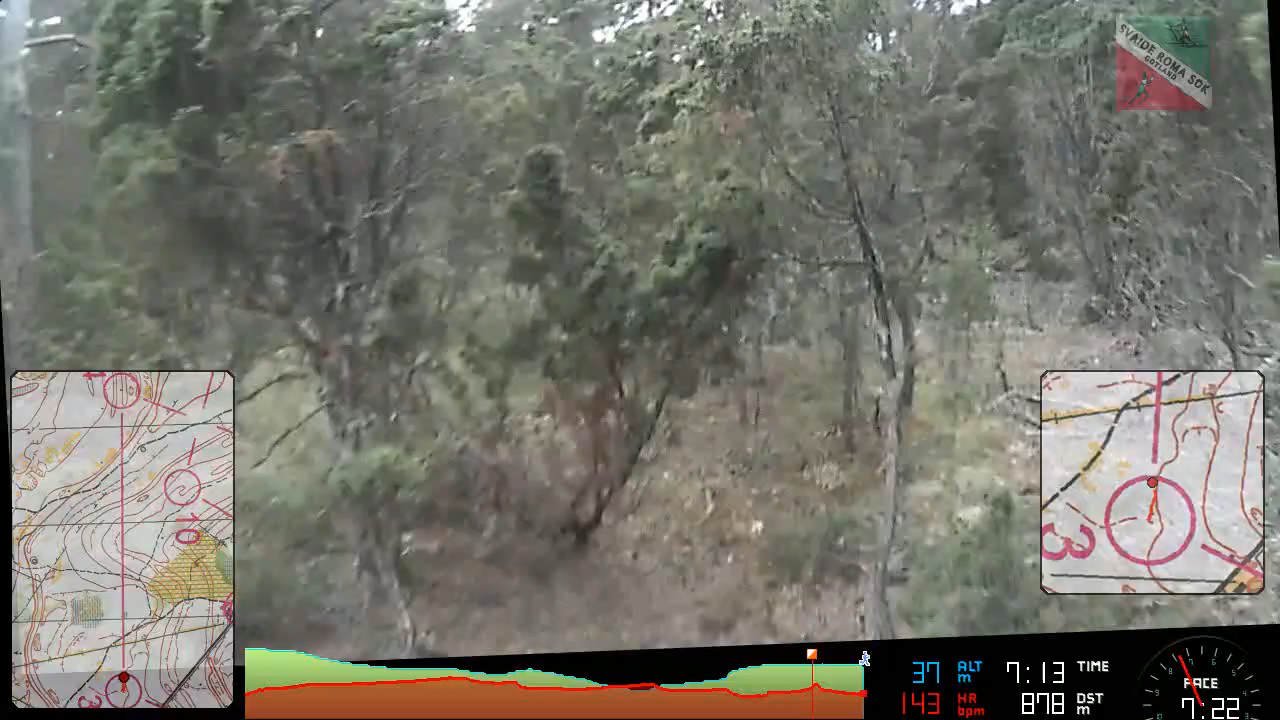 SVAIDE ROMA SOK
GOTLAND
10
3
37 ALT m 7:13 TIME
143 HR bpm 878 DST m
PACE
7:22